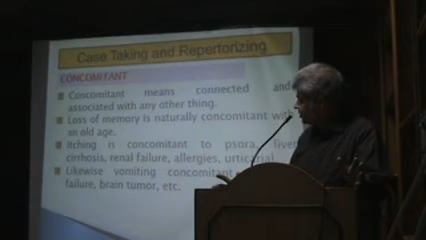 Case Taking and Repertorizing
CONCOMITANT
Concomitant means connected and
associated with any other thing.
Loss of memory is naturally concomitant with
an old age.
Itching is concomitant to psora, liver
cirrhosis, renal failure, allergies, urticaria
Likewise vomiting concomitant
failure, brain tumor, etc.